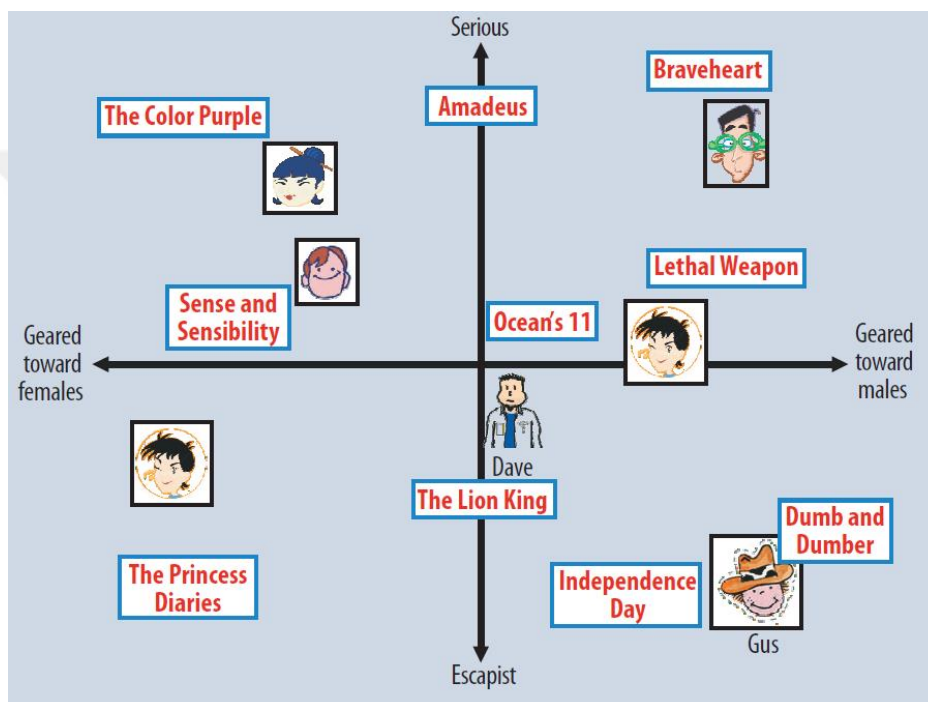 Serious
Braveheart
Amadeus
The Color Purple
Lethal Weapon
Sense and
Sensibility
Ocean's 11
Geared
toward
females
Geared
toward
males
Dave
The Lion King
Dumb and
Dumber
The Princess
Diaries
Independence
Day
Gus
Escapist